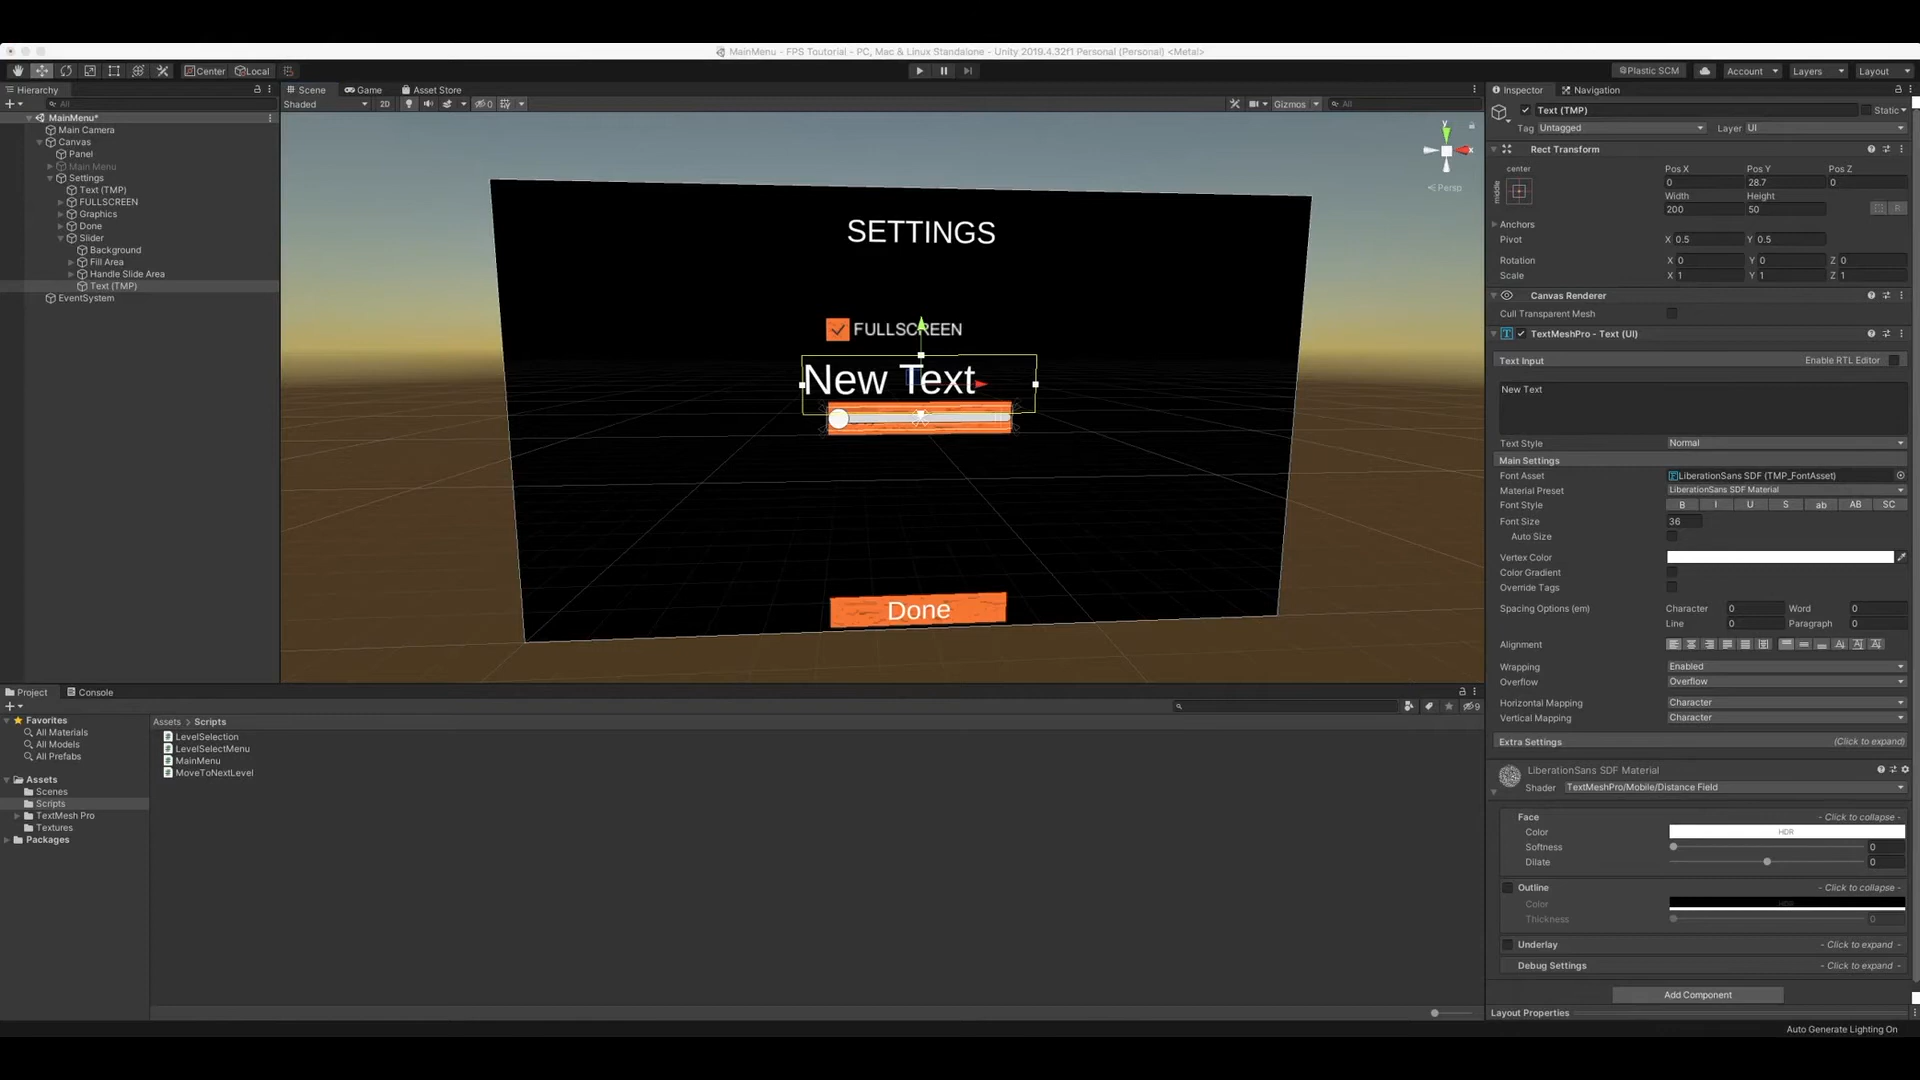 MainMenu - FPS Toutorial - PC, Mac & Linux Standalone - Unity 2019.4.32f1 Personal (Personal) <Metal>
Center Local
Plastic SCM Account Layers Layout
Hierarchy
All
MainMenu*
Main Camera
Canvas
Panel
Main Menu
Settings
Text (TMP)
FULLSCREEN
Graphics
Done
Slider
Background
Fill Area
Handle Slide Area
Text (TMP)
EventSystem
Scene Game Asset Store
Shaded 2D 0 Gizmos All
y
x
Persp
SETTINGS
FULLSCREEN
New Text
Done
Inspector Navigation
Text (TMP) Static
Tag Untagged Layer UI
Rect Transform
center
middle
Pos X Pos Y Pos Z
0 28.7 0
Width Height
200 50
R
Anchors
Pivot X 0.5 Y 0.5
Rotation X 0 Y 0 Z 0
Scale X 1 Y 1 Z 1
Canvas Renderer
Cull Transparent Mesh
TextMeshPro - Text (UI)
Text Input Enable RTL Editor
New Text
Text Style Normal
Main Settings
Font Asset LiberationSans SDF (TMP_FontAsset)
Material Preset LiberationSans SDF Material
Font Style B I U S ab AB SC
Font Size 36
Auto Size
Vertex Color
Color Gradient
Override Tags
Spacing Options (em) Character 0 Word 0
Line 0 Paragraph 0
Alignment
Wrapping Enabled
Overflow Overflow
Horizontal Mapping Character
Vertical Mapping Character
Extra Settings (Click to expand)
LiberationSans SDF Material
Shader TextMeshPro/Mobile/Distance Field
Face - Click to collapse -
Color HDR
Softness 0
Dilate 0
Outline - Click to collapse -
Color HDR
Thickness 0
Underlay - Click to expand -
Debug Settings - Click to expand -
Add Component
Layout Properties
Project Console
9
Favorites
All Materials
All Models
All Prefabs
Assets
Scenes
Scripts
TextMesh Pro
Textures
Packages
Assets > Scripts
LevelSelection
LevelSelectMenu
MainMenu
MoveToNextLevel
Auto Generate Lighting On